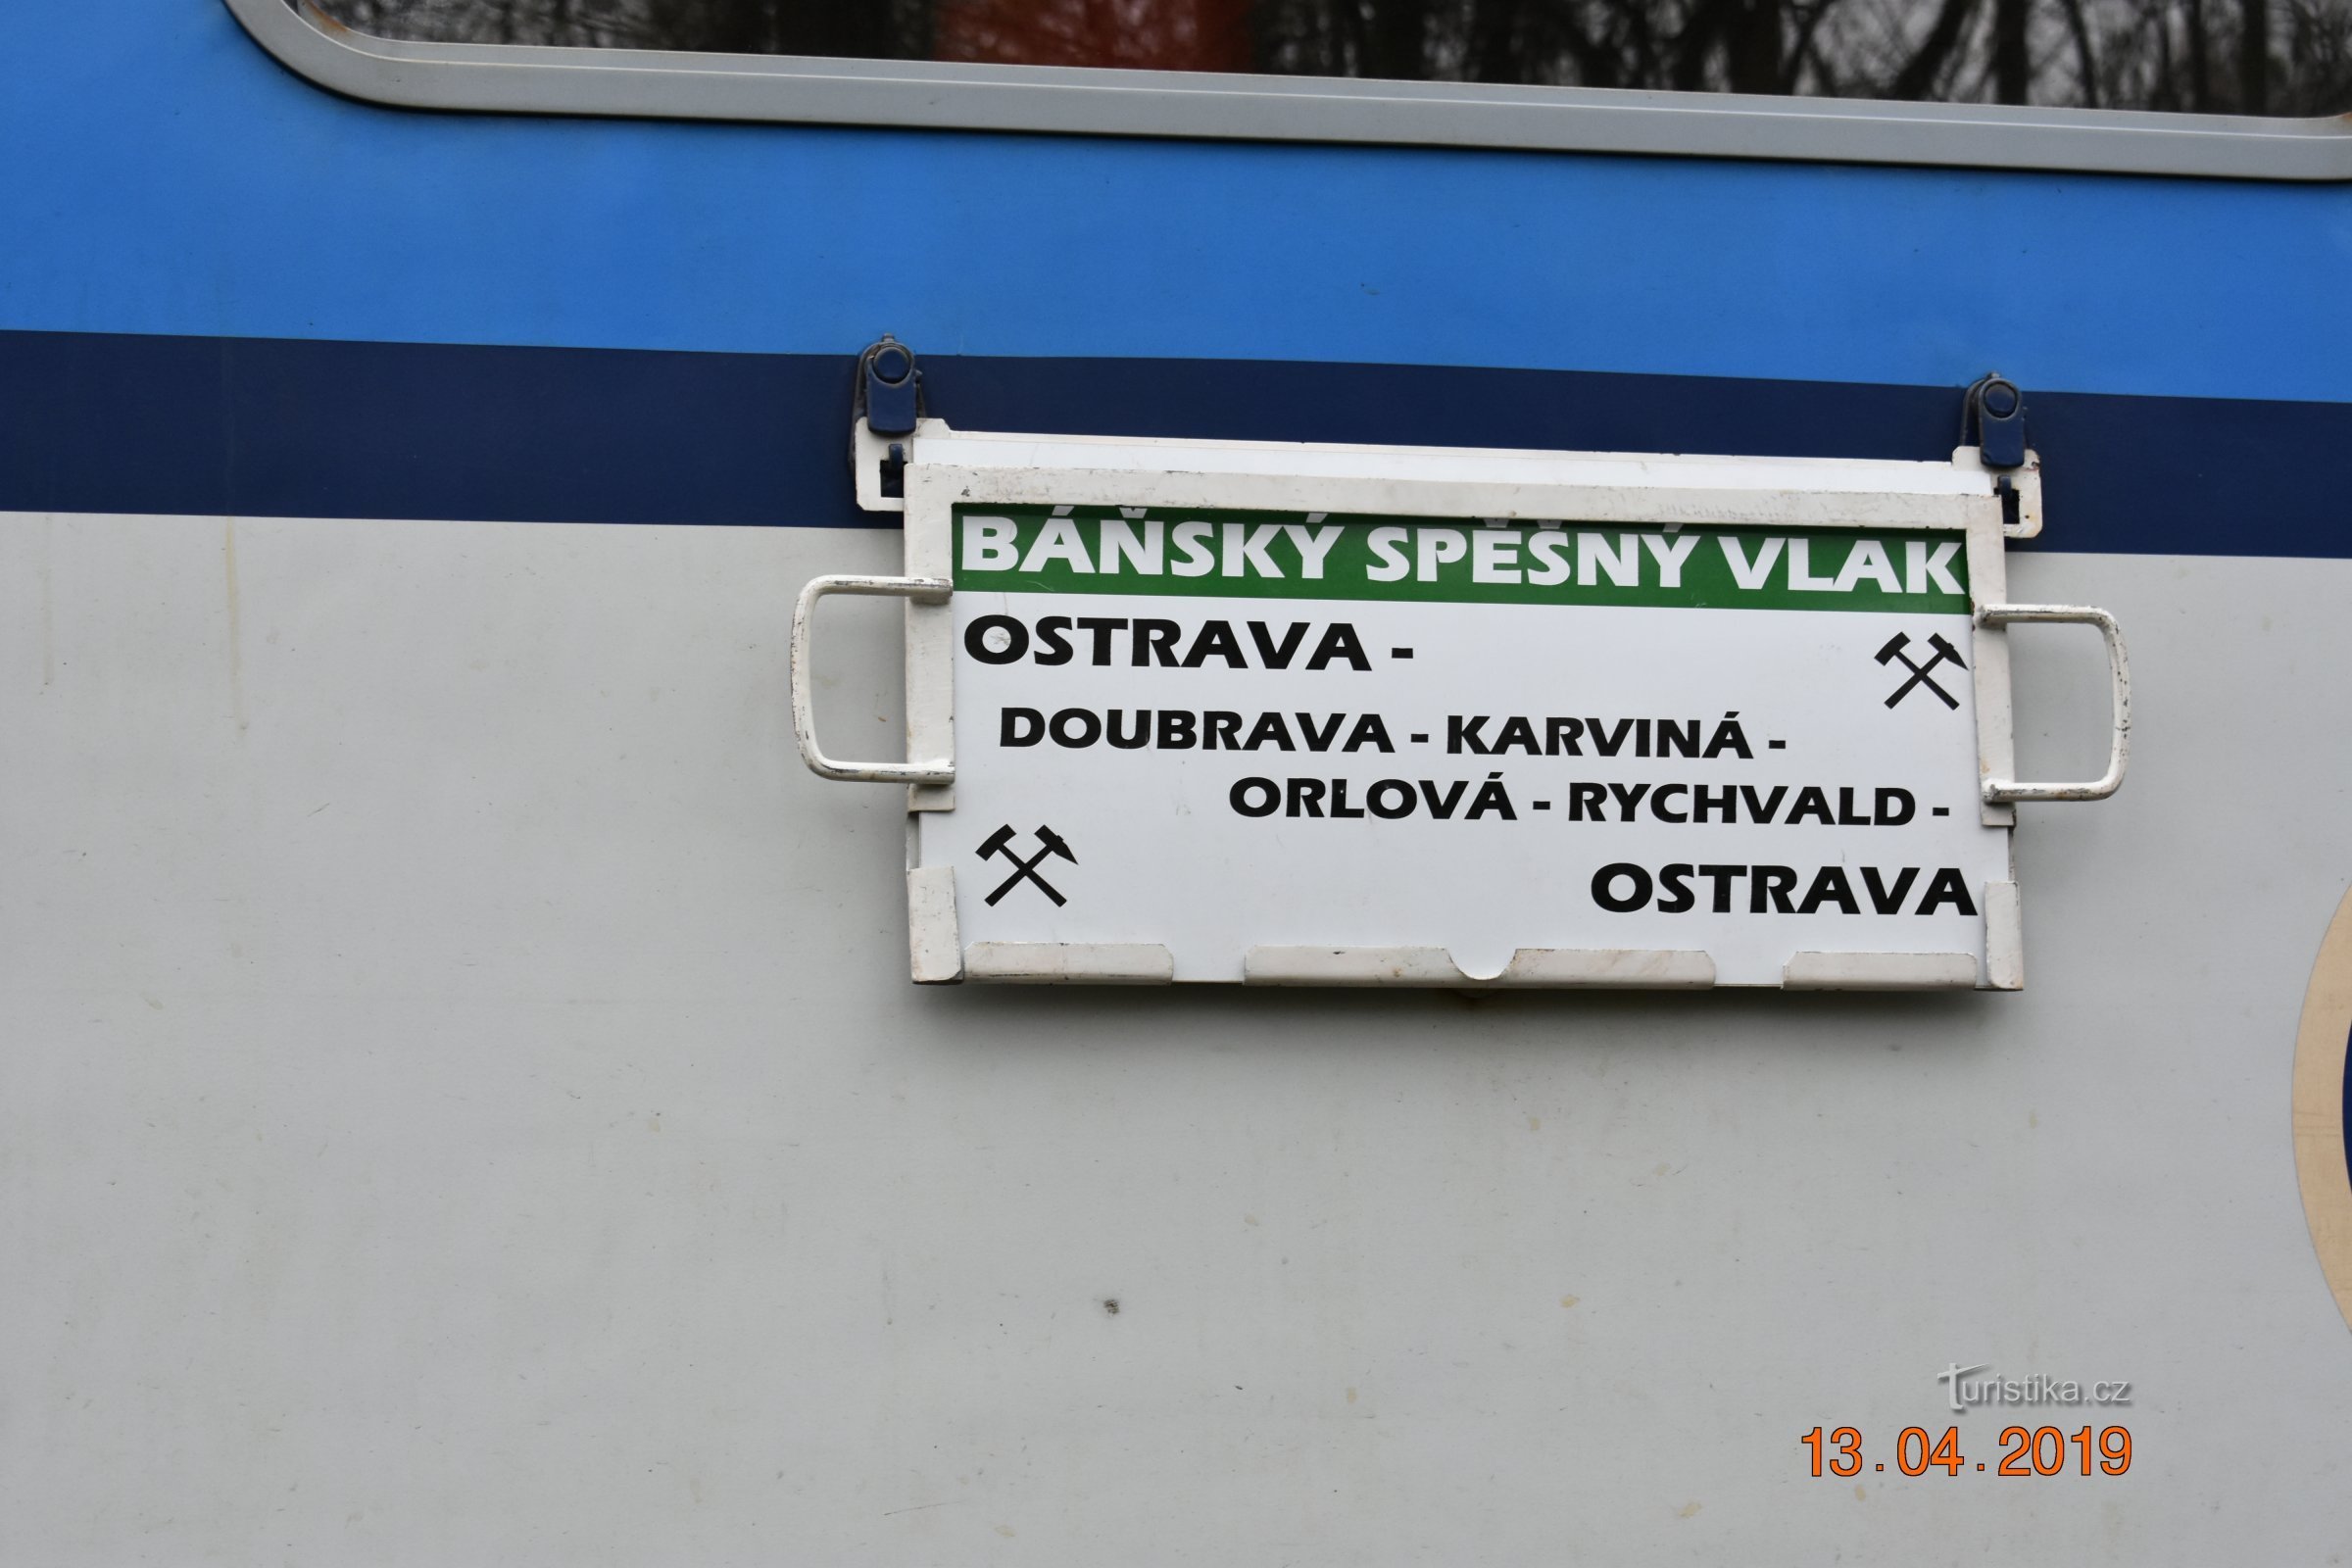 BÁŇSKÝ SPĚŠNÝ VLAK
OSTRAVA -
DOUBRAVA - KARVINÁ -
ORLOVÁ - RYCHVALD -
OSTRAVA
Turistika.cz
13.04.2019